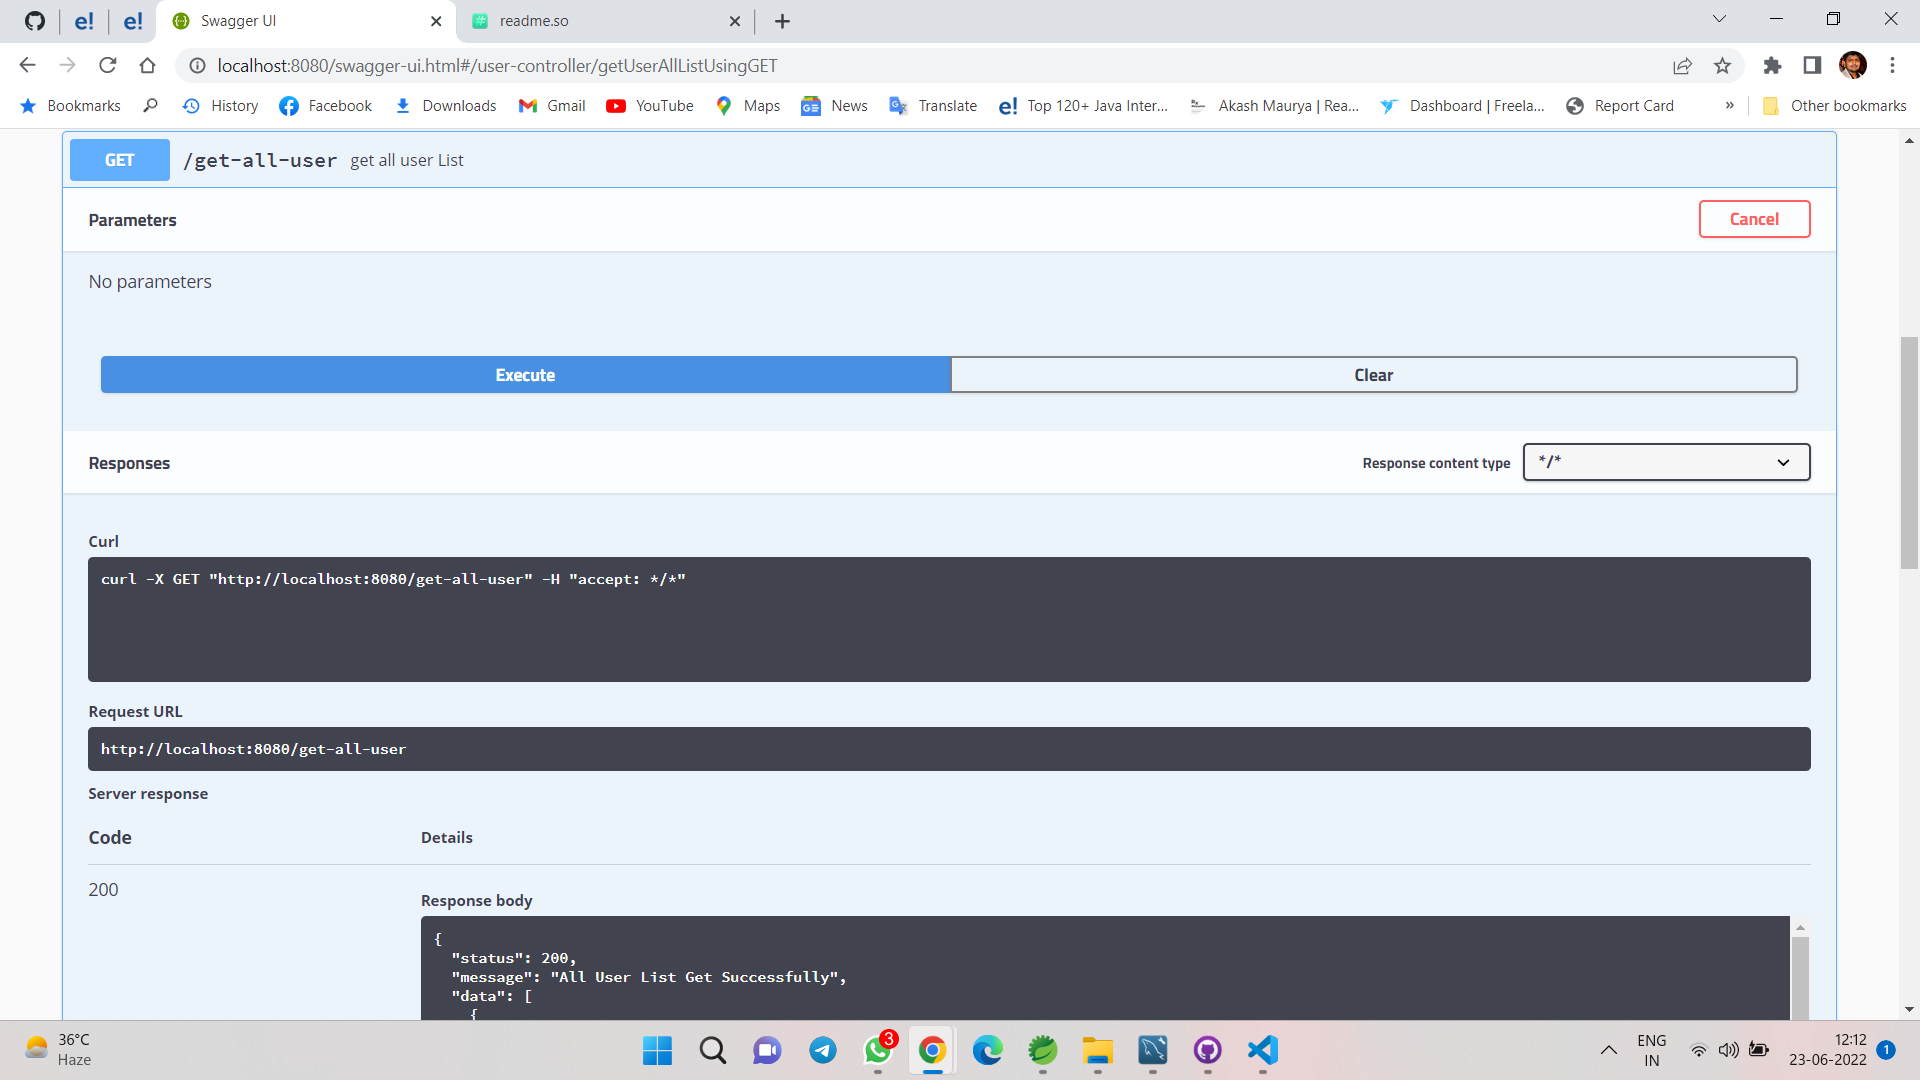 e!
e!
Swagger UI
readme.so
localhost:8080/swagger-ui.html#/user-controller/getUserAllListUsingGET
Bookmarks
History
Facebook
Downloads
Gmail
YouTube
Maps
News
Translate
e! Top 120+ Java Inter...
Akash Maurya | Rea...
Dashboard | Freela...
Report Card
»
Other bookmarks
GET /get-all-user get all user List
Parameters
Cancel
No parameters
Execute
Clear
Responses
Response content type
*/*
Curl
curl -X GET "http://localhost:8080/get-all-user" -H "accept: */*"
Request URL
http://localhost:8080/get-all-user
Server response
Code
Details
200
Response body
{
"status": 200,
"message": "All User List Get Successfully",
"data": [
{
36°C
Haze
3
ENG
IN
12:12
23-06-2022
1